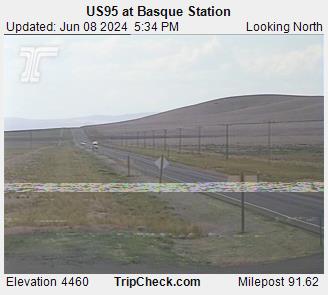 US95 at Basque Station
Updated: Jun 08 2024 5:34 PM Looking North
Elevation 4460 TripCheck.com Milepost 91.62